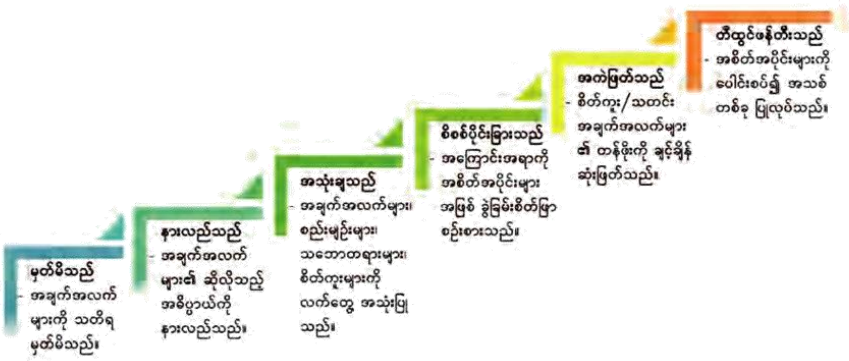 မှတ်မိသည်
- အချက်အလက်
များကို သတိရ
မှတ်မိသည်။
နားလည်သည်
- အချက်အလက်
များ၏ ဆိုလိုသည့်
အဓိပ္ပာယ်ကို
နားလည်သည်။
အသုံးချသည်
- အချက်အလက်များ၊
စည်းမျဉ်းများ၊
သဘောတရားများ၊
စိတ်ကူးများကို
လက်တွေ့ အသုံးပြု
သည်။
စိစစ်ပိုင်းခြားသည်
- အကြောင်းအရာကို
အစိတ်အပိုင်းများ
အဖြစ် ခွဲခြမ်းစိတ်ဖြာ
စဉ်းစားသည်။
အကဲဖြတ်သည်
- စိတ်ကူး/သတင်း
အချက်အလက်များ
၏ တန်ဖိုးကို ချင့်ချိန်
ဆုံးဖြတ်သည်။
တီထွင်ဖန်တီးသည်
- အစိတ်အပိုင်းများကို
ပေါင်းစပ်၍ အသစ်
တစ်ခု ပြုလုပ်သည်။